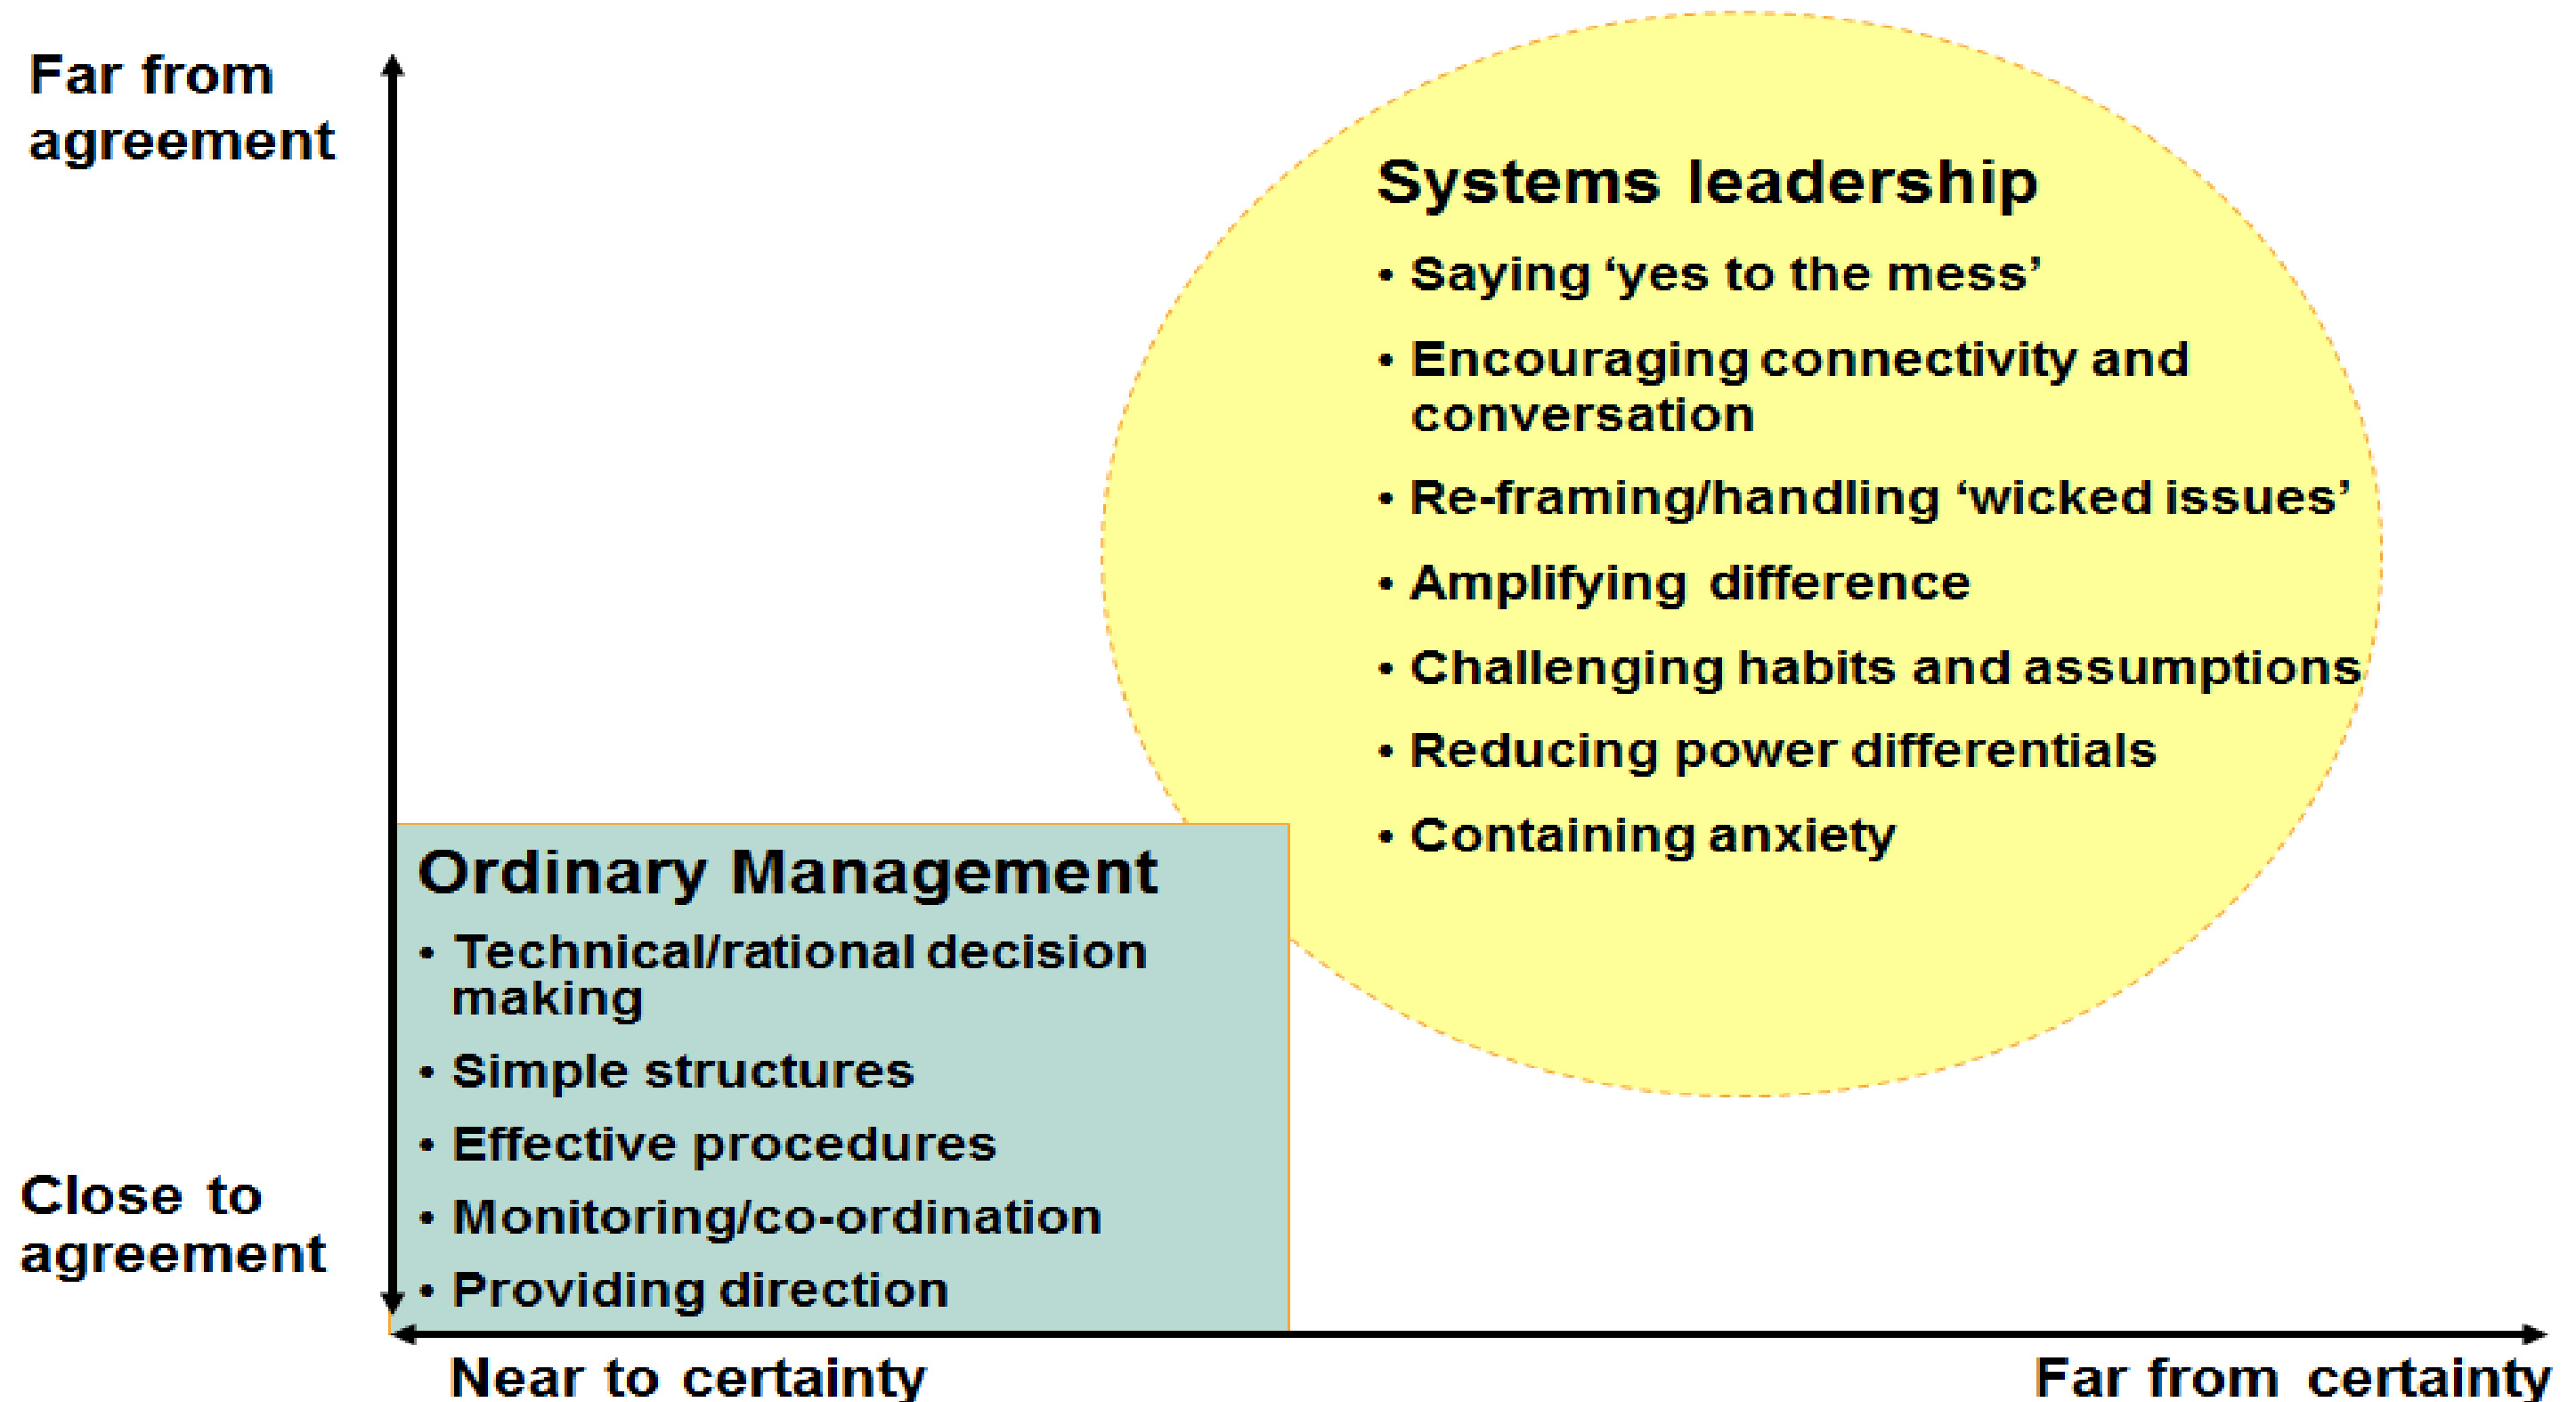 Far from
agreement
Systems leadership
• Saying ‘yes to the mess’
• Encouraging connectivity and
conversation
• Re-framing/handling ‘wicked issues’
• Amplifying difference
• Challenging habits and assumptions
• Reducing power differentials
• Containing anxiety
Ordinary Management
• Technical/rational decision
making
• Simple structures
• Effective procedures
• Monitoring/co-ordination
• Providing direction
Close to
agreement
Near to certainty
Far from certainty